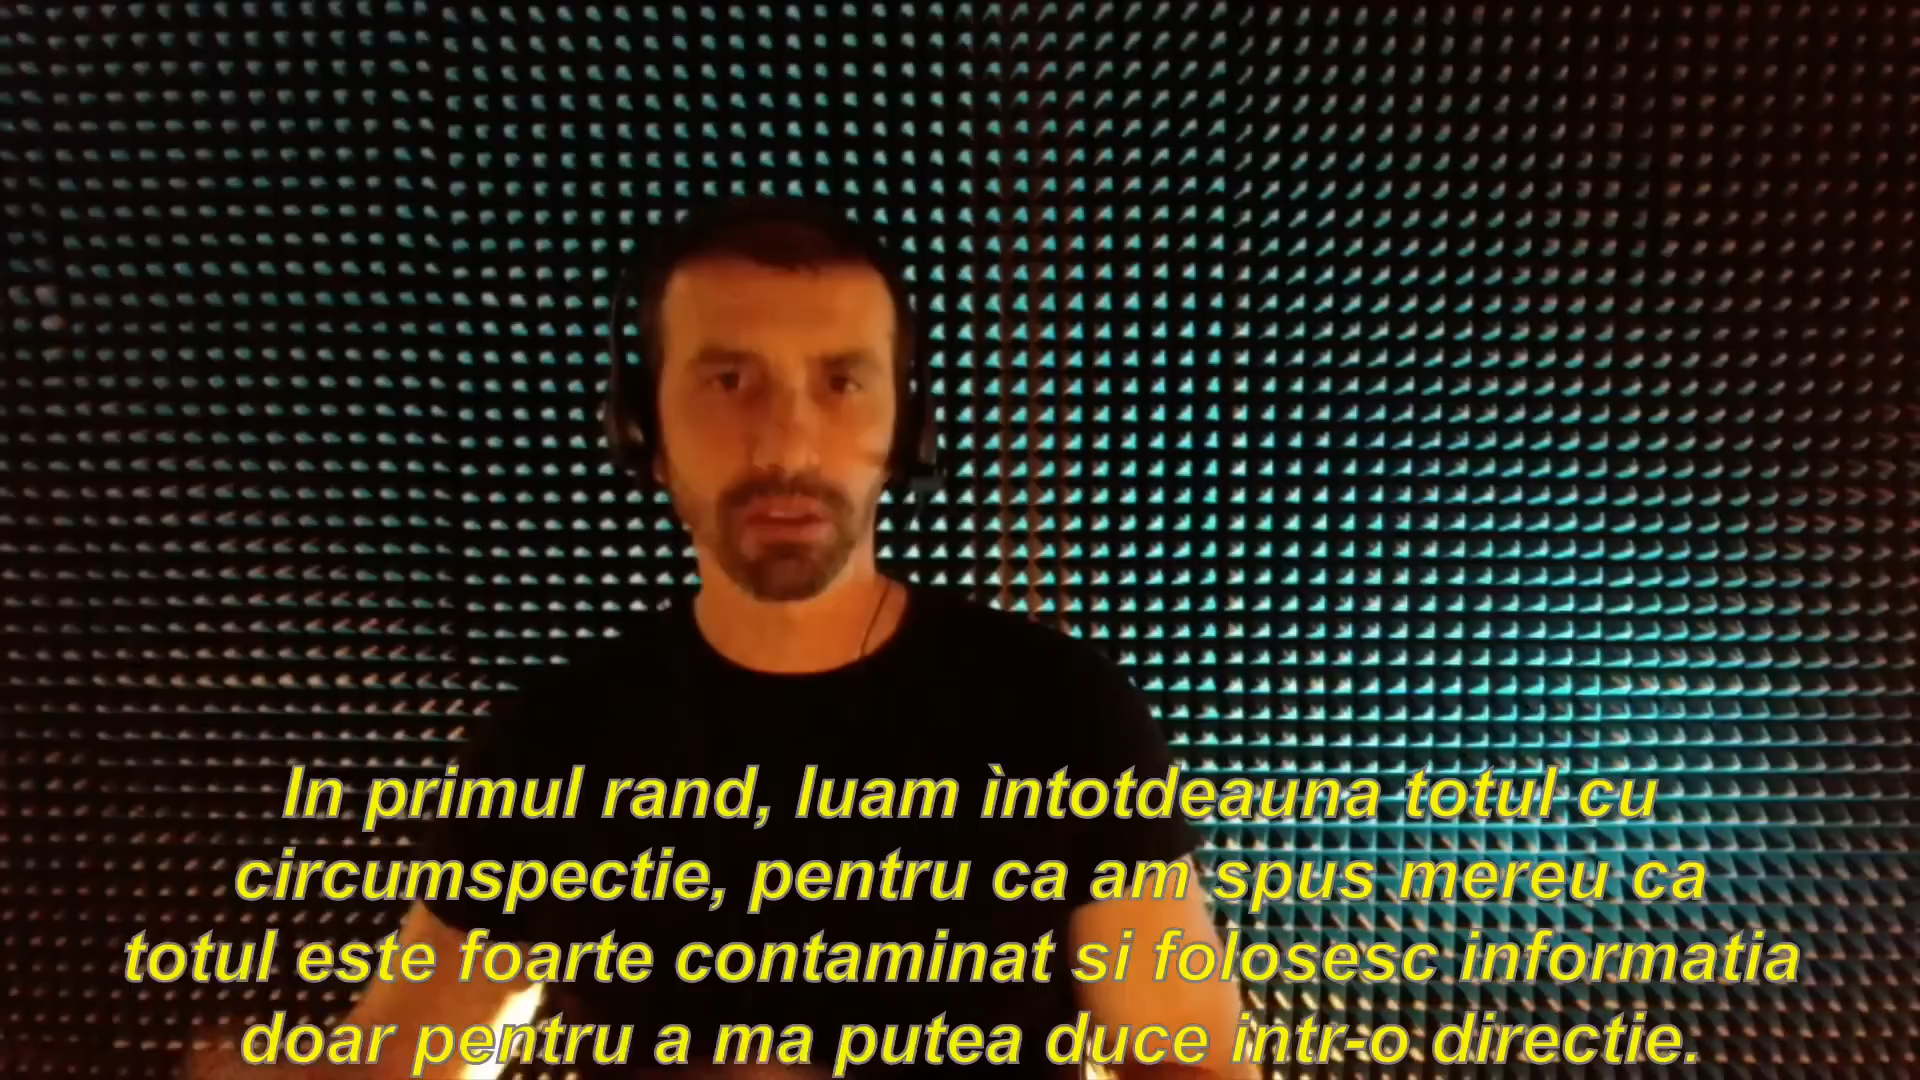 In primul rand, luam ìntotdeauna totul cu
circumspectie, pentru ca am spus mereu ca
totul este foarte contaminat si folosesc informatia
doar pentru a ma putea duce intr-o directie.